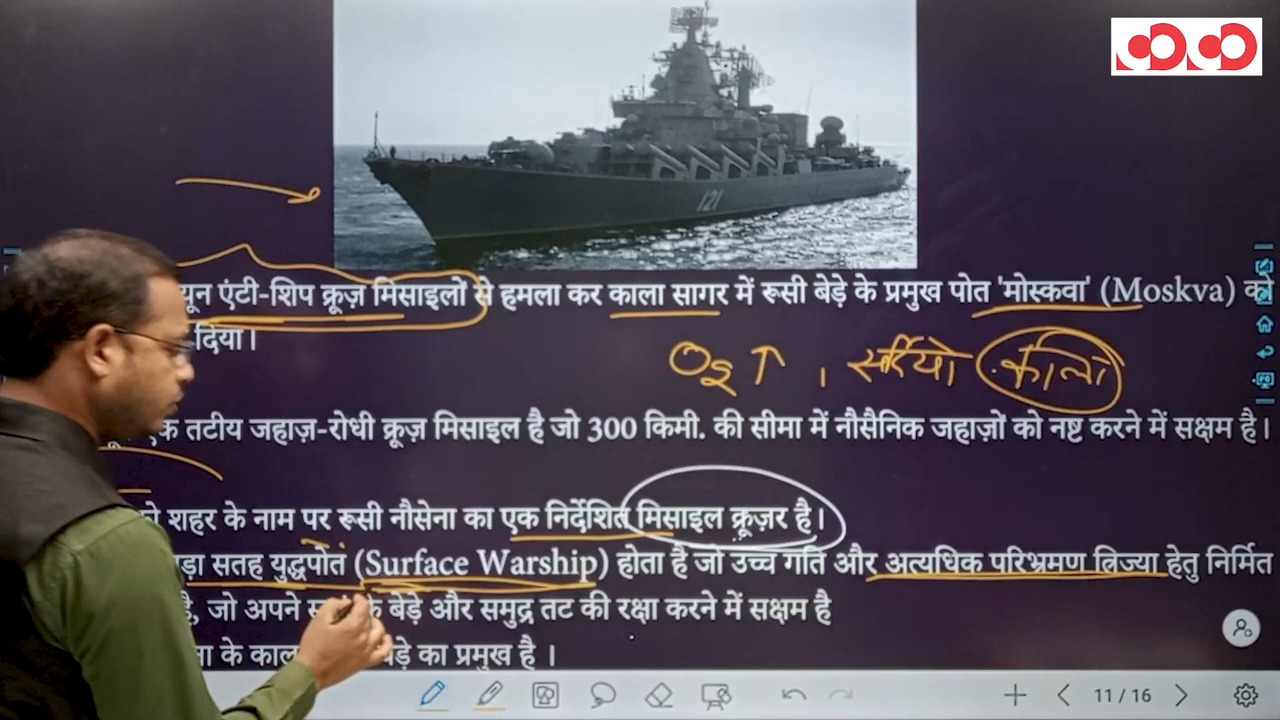 121
यून एंटी-शिप क्रूज़ मिसाइलों से हमला कर काला सागर में रूसी बेड़े के प्रमुख पोत 'मोस्कवा' (Moskva) को
दिया।
O2 ↑ , सर्दियो काला
एक तटीय जहाज़-रोधी क्रूज़ मिसाइल है जो 300 किमी. की सीमा में नौसैनिक जहाज़ों को नष्ट करने में सक्षम है।
शहर के नाम पर रूसी नौसेना का एक निर्देशित मिसाइल क्रूज़र है।
ड़ा सतह युद्धपोत (Surface Warship) होता है जो उच्च गति और अत्यधिक परिभ्रमण त्रिज्या हेतु निर्मित
है, जो अपने के बेड़े और समुद्र तट की रक्षा करने में सक्षम है
ना के काल बेड़े का प्रमुख है ।
11 / 16